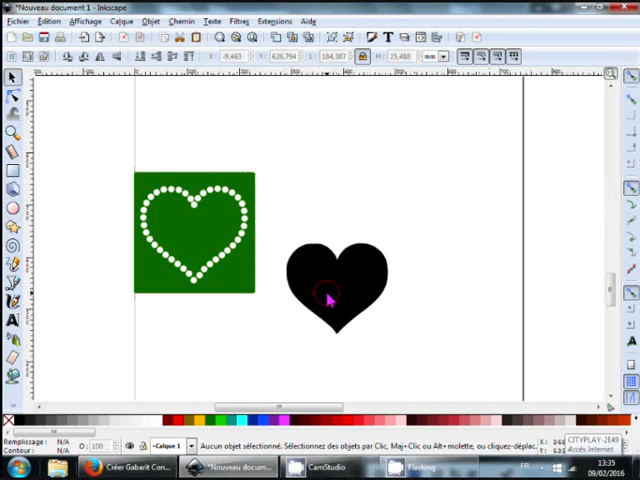 *Nouveau document 1 - Inkscape
Fichier Édition Affichage Calque Objet Chemin Texte Filtres Extensions Aide
X: -9,463 Y: 626,794 L: 184,387 H: 25,488 mm
Remplissage: N/A
Contour: N/A
O: 100
-Calque 1
Aucun objet sélectionné. Sélectionnez des objets par Clic, Maj+Clic ou Alt+molette, ou cliquez-déplac
CITYPLAY-2E49
Accès Internet
Créer Gabarit Con...
*Nouveau docum...
CamStudio
Flashing
FR
13:35
09/02/2016